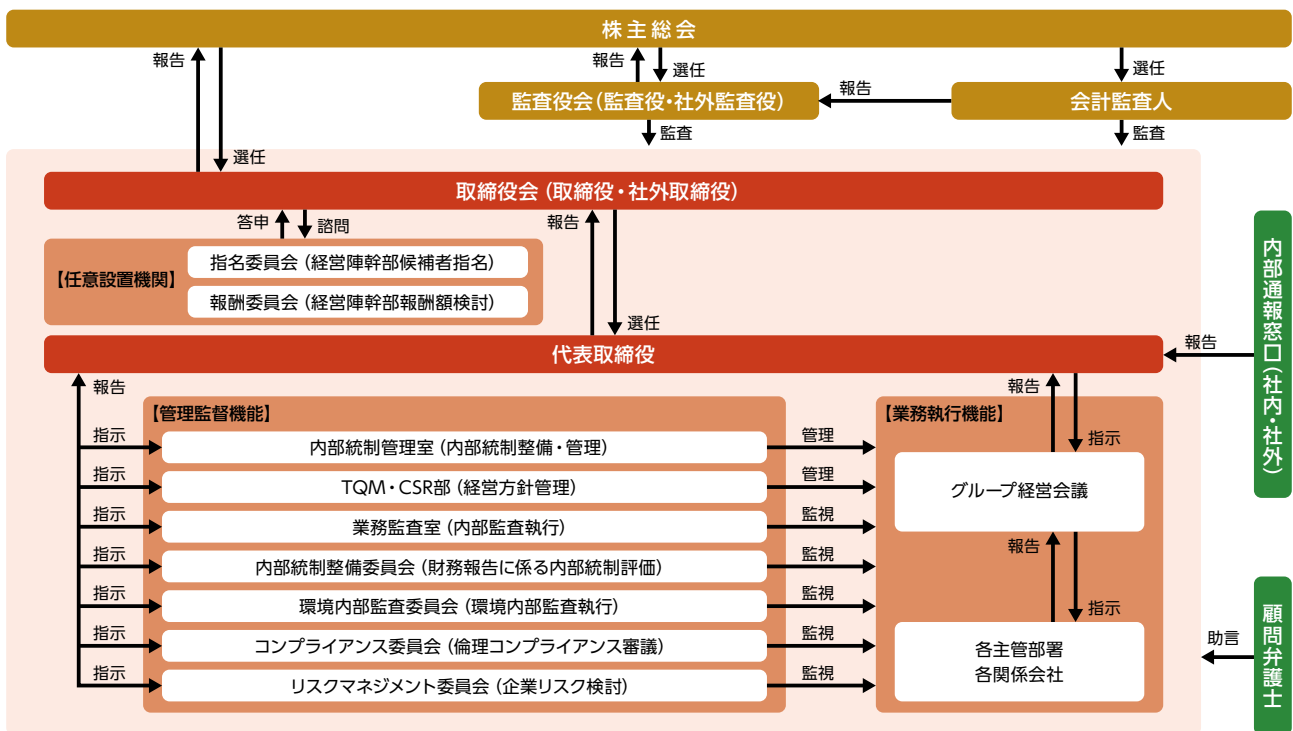 株主総会
報告
選任
報告
選任
選任
監査役会(監査役・社外監査役)
報告
会計監査人
監査
監査
取締役会(取締役・社外取締役)
答申
諮問
報告
選任
【任意設置機関】
指名委員会(経営陣幹部候補者指名)
報酬委員会(経営陣幹部報酬額検討)
代表取締役
報告
内部通報窓口(社内・社外)
報告
【管理監督機能】
指示
内部統制管理室(内部統制整備・管理)
管理
指示
TQM・CSR部(経営方針管理)
管理
指示
業務監査室(内部監査執行)
監視
指示
内部統制整備委員会(財務報告に係る内部統制評価)
監視
指示
環境内部監査委員会(環境内部監査執行)
監視
指示
コンプライアンス委員会(倫理コンプライアンス審議)
監視
指示
リスクマネジメント委員会(企業リスク検討)
監視
【業務執行機能】
報告
指示
グループ経営会議
報告
指示
各主管部署
各関係会社
助言
顧問弁護士